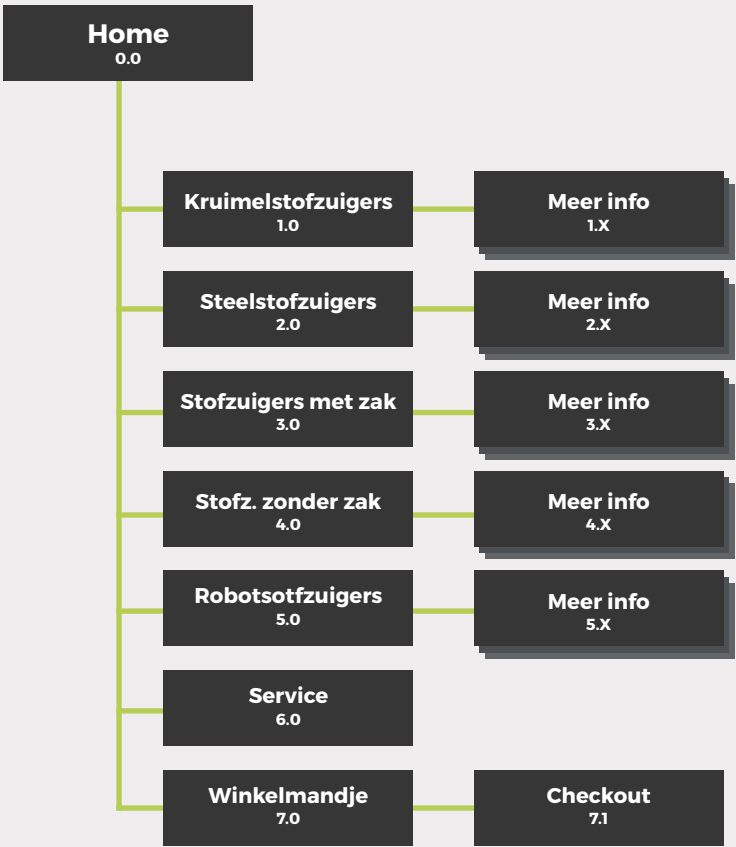 Home
0.0
Kruimelstofzuigers
1.0
Meer info
1.X
Steelstofzuigers
2.0
Meer info
2.X
Stofzuigers met zak
3.0
Meer info
3.X
Stofz. zonder zak
4.0
Meer info
4.X
Robotsotfzuigers
5.0
Meer info
5.X
Service
6.0
Winkelmandje
7.0
Checkout
7.1